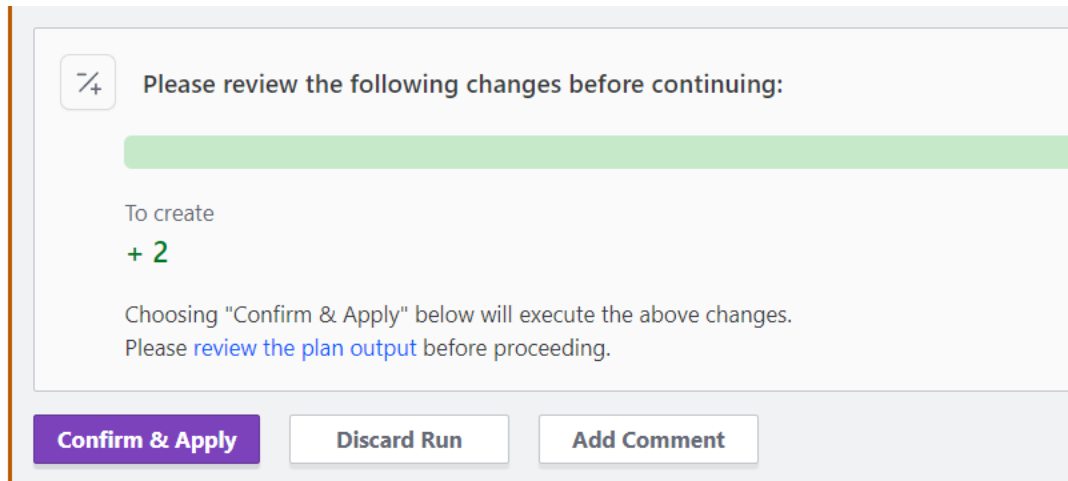 Please review the following changes before continuing:
To create
+ 2
Choosing "Confirm & Apply" below will execute the above changes.
Please review the plan output before proceeding.
Confirm & Apply
Discard Run
Add Comment